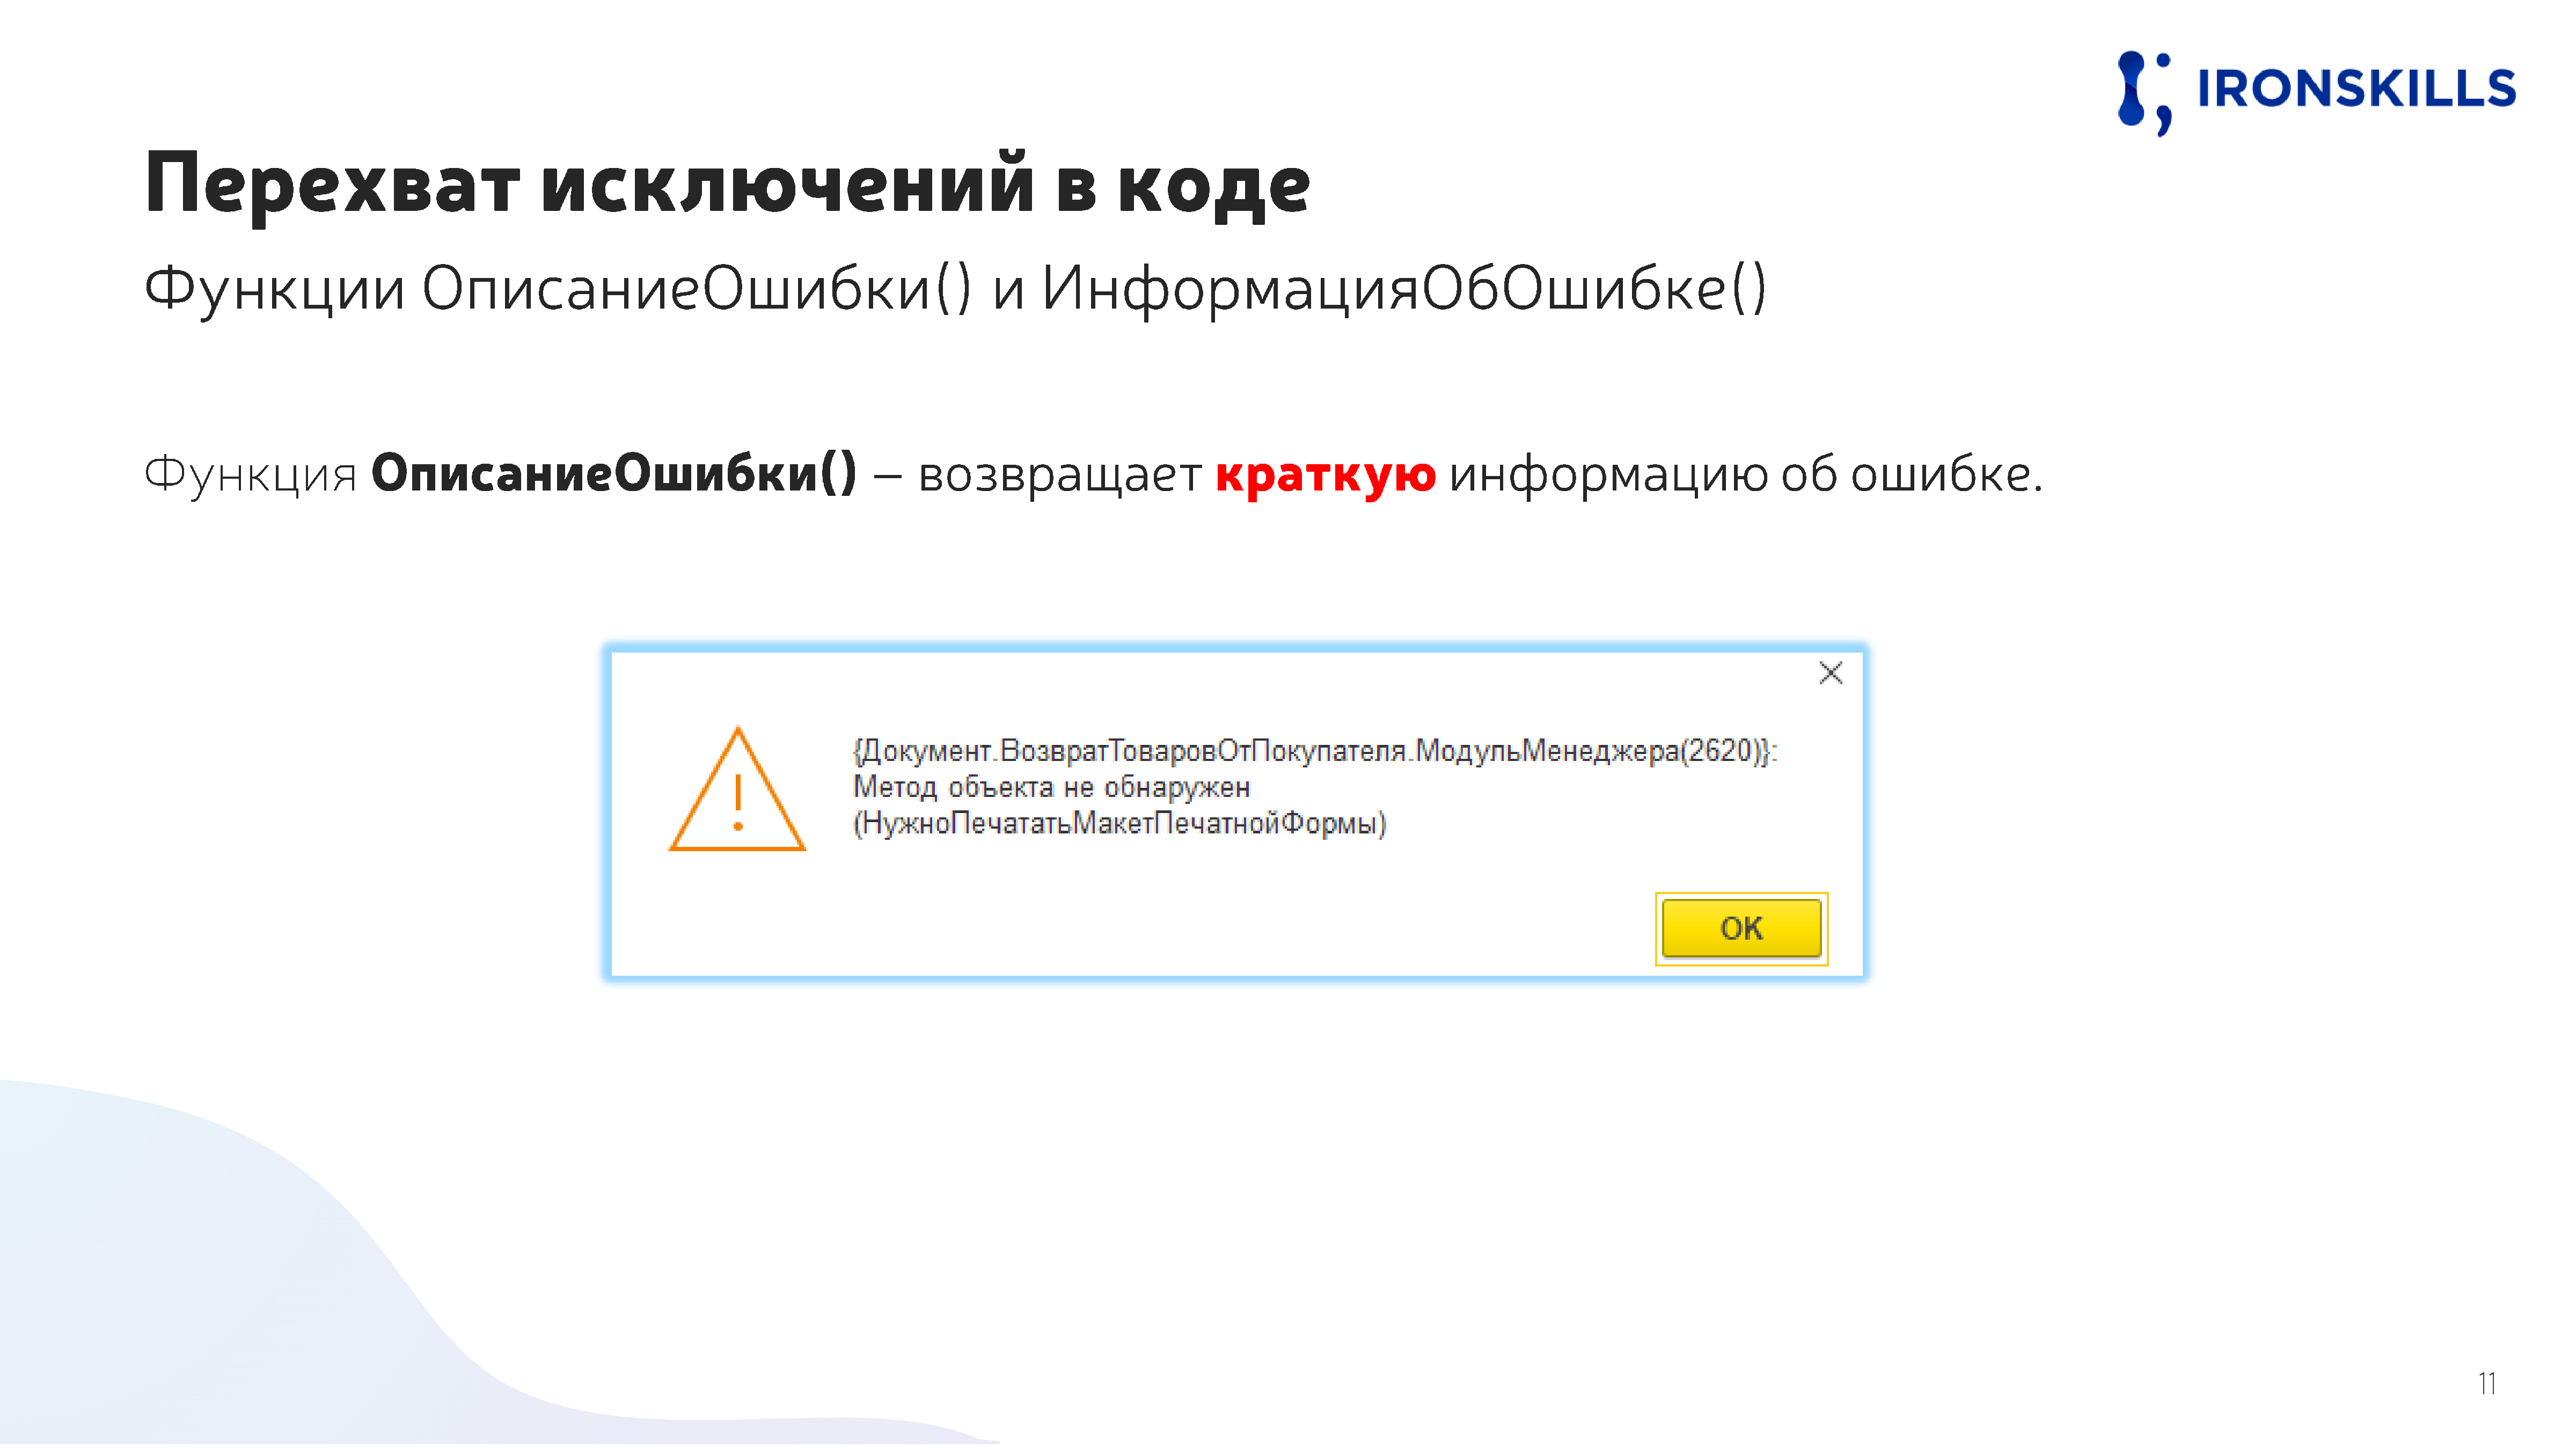 IRONSKILLS
Перехват исключений в коде
Функции ОписаниеОшибки() и ИнформацияОбОшибке()
Функция ОписаниеОшибки() – возвращает краткую информацию об ошибке.
{Документ.ВозвратТоваровОтПокупателя.МодульМенеджера(2620)}:
Метод объекта не обнаружен
(НужноПечататьМакетПечатнойФормы)
OK
11